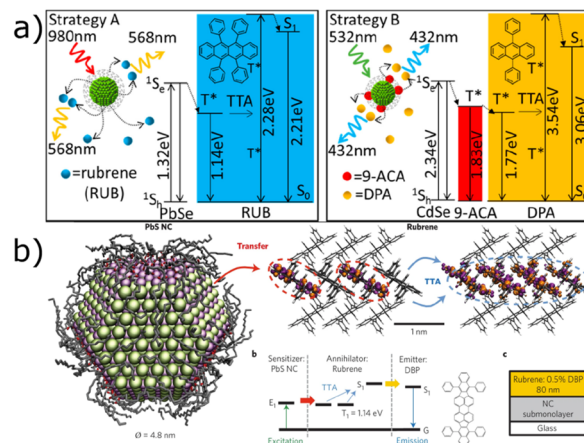 a)
Strategy A
980nm
568nm
568nm
=rubrene
(RUB)
¹Sₑ
1.32eV
¹Sₕ
PbSe
PbS NC
RUB
T*
1.14eV
TTA
T*
T*
2.28eV
S₁
2.21eV
S₀
RUB
Strategy B
532nm
432nm
432nm
=9-ACA
=DPA
¹Sₑ
2.34eV
¹Sₕ
CdSe
Rubrene
T*
1.83eV
9-ACA
DPA
T*
1.77eV
TTA
T*
T*
3.54eV
S₁
3.06eV
S₀
DPA
b)
Transfer
TTA
1 nm
Ø = 4.8 nm
b
Sensitizer:
PbS NC
Annihilator:
Rubrene
Emitter:
DBP
TTA
S₁
S₁
E₁
T₁ = 1.14 eV
G
Excitation
Emission
c
Rubrene: 0.5% DBP
80 nm
NC
submonolayer
Glass